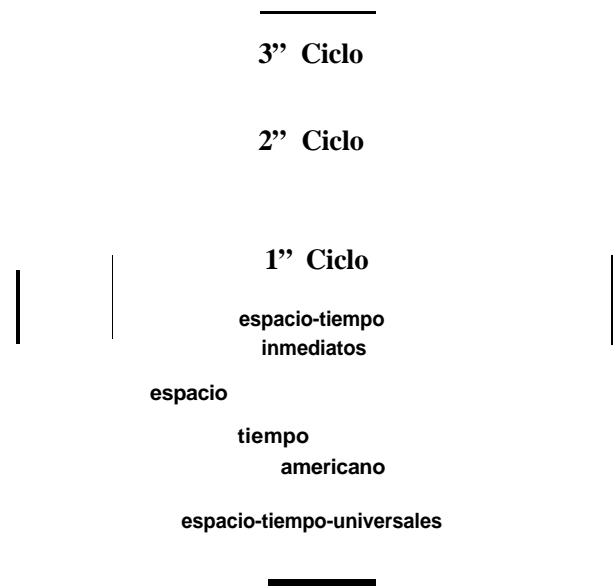 3” Ciclo
2” Ciclo
1” Ciclo
espacio-tiempo
inmediatos
espacio
tiempo
americano
espacio-tiempo-universales